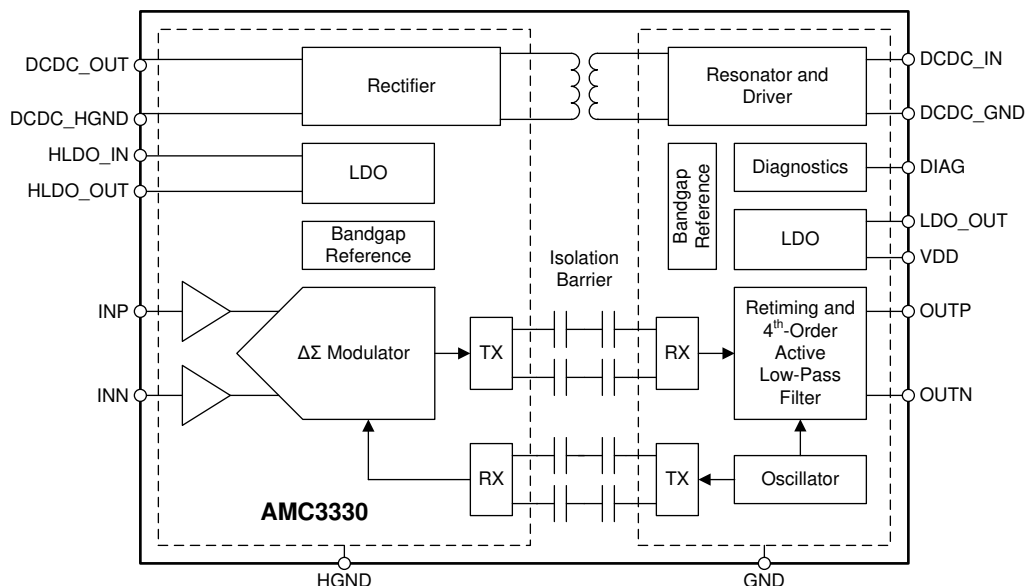 DCDC_OUT
DCDC_HGND
HLDO_IN
HLDO_OUT
INP
INN
Rectifier
LDO
Bandgap
Reference
ΔΣ Modulator
TX
RX
AMC3330
HGND
Isolation
Barrier
Resonator and
Driver
Bandgap
Reference
Diagnostics
LDO
RX
Retiming and
4th-Order
Active
Low-Pass
Filter
TX
Oscillator
GND
DCDC_IN
DCDC_GND
DIAG
LDO_OUT
VDD
OUTP
OUTN